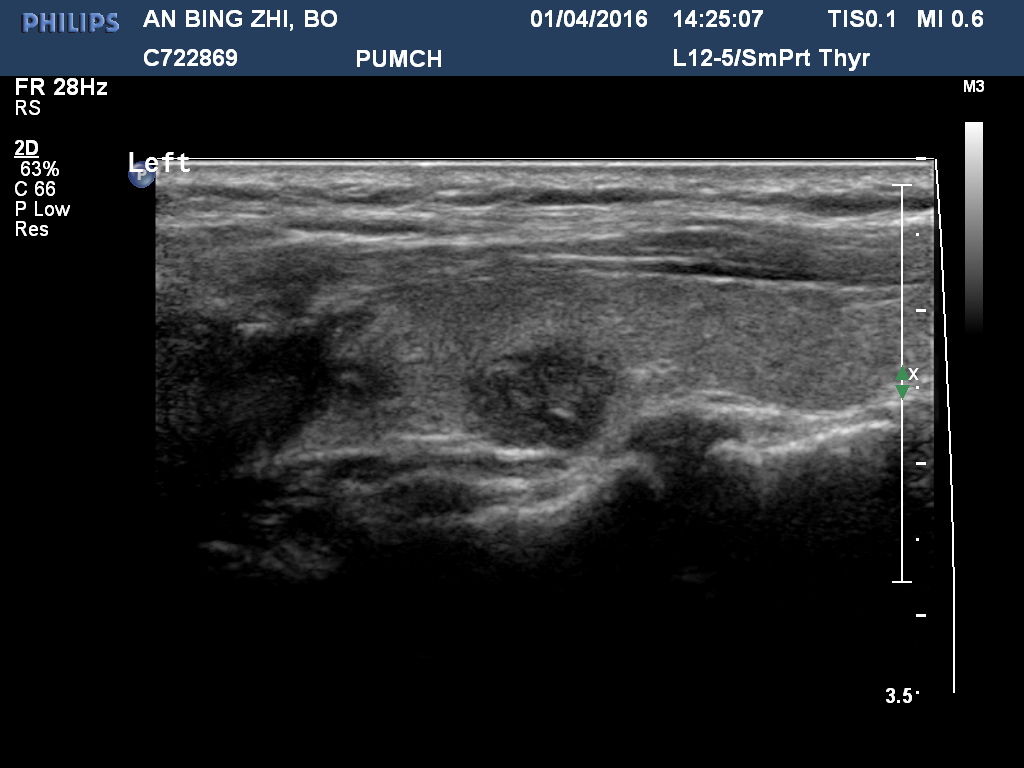 PHILIPS AN BING ZHI, BO 01/04/2016 14:25:07 TIS0.1 MI 0.6
C722869 PUMCH L12-5/SmPrt Thyr
FR 28Hz
RS
M3
2D
63%
C 66
P Low
Res
Left
P
X
3.5